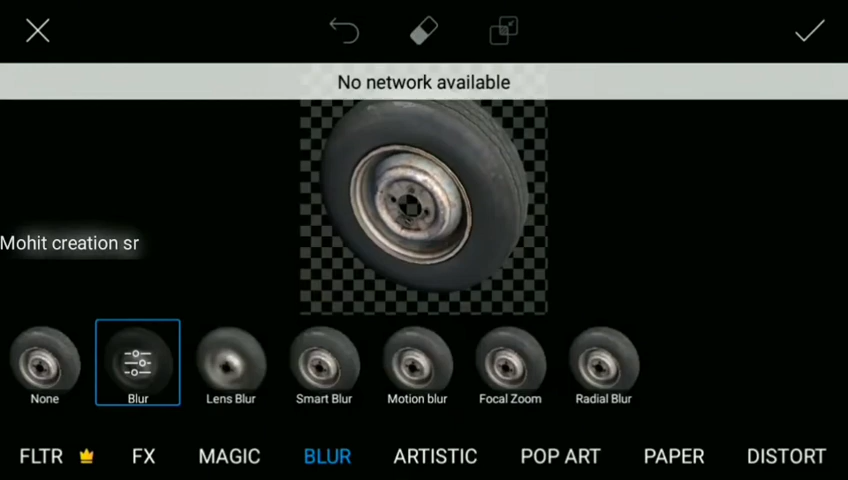 No network available
Mohit creation sr
None
Blur
Lens Blur
Smart Blur
Motion blur
Focal Zoom
Radial Blur
FLTR
FX
MAGIC
BLUR
ARTISTIC
POP ART
PAPER
DISTORT